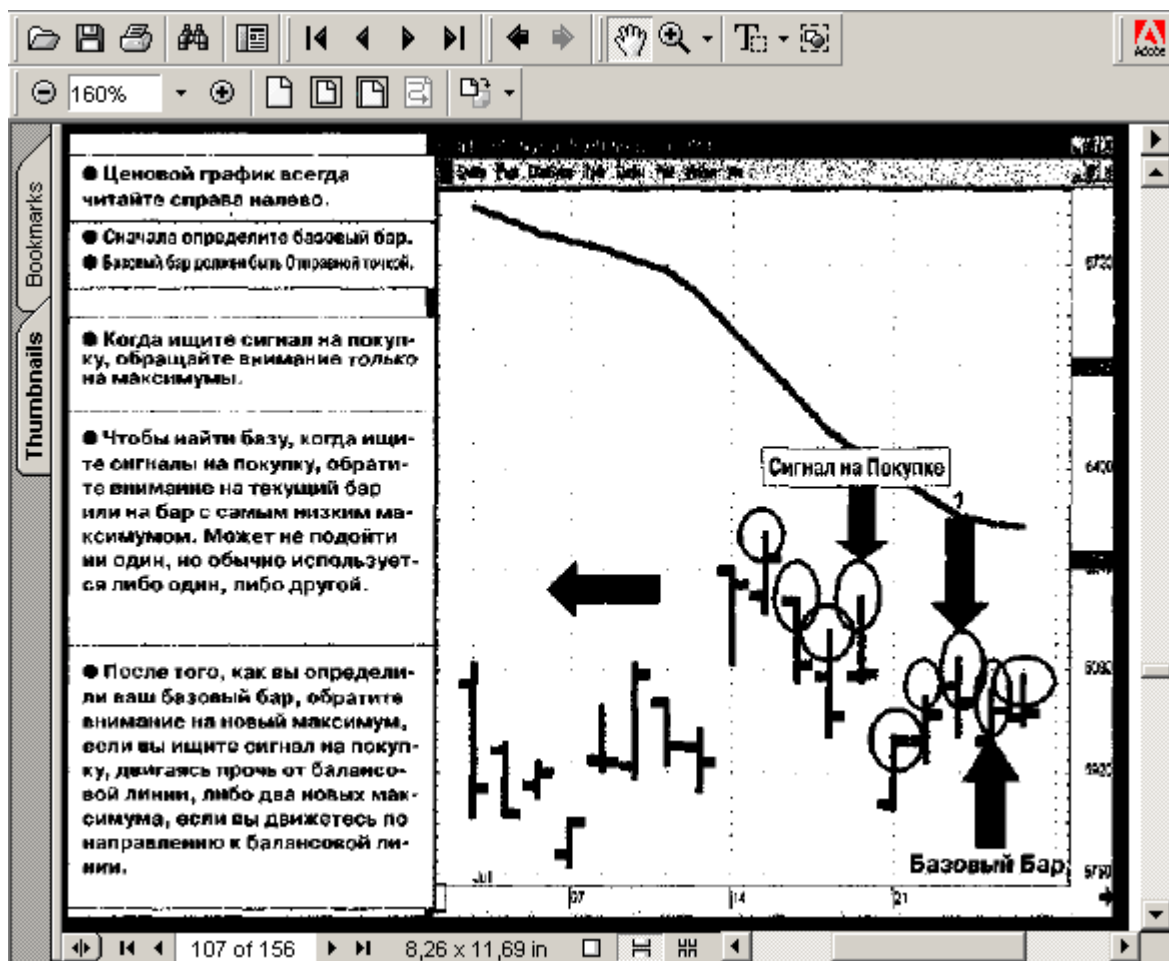 Adobe
160%
Bookmarks
Thumbnails
● Ценовой график всегда
читайте справа налево.
● Сначала определите базовый бар.
● Базовый бар должен быть Отправной точкой.
● Когда ищите сигнал на покуп-
ку, обращайте внимание только
на максимумы.
● Чтобы найти базу, когда ищи-
те сигналы на покупку, обрати-
те внимание на текущий бар
или на бар с самым низким ма-
ксимумом. Может не подойти
ни один, но обычно использует-
ся либо один, либо другой.
● После того, как вы определи-
ли ваш базовый бар, обратите
внимание на новый максимум,
если вы ищите сигнал на покуп-
ку, двигаясь прочь от балансо-
вой линии, либо два новых мак-
симума, если вы движетесь по
направлению к балансовой ли-
нии.
Сигнал на Покупке
1
6400
Базовый Бар
Jul
07
14
21
107 of 156
8,26 x 11,69 in